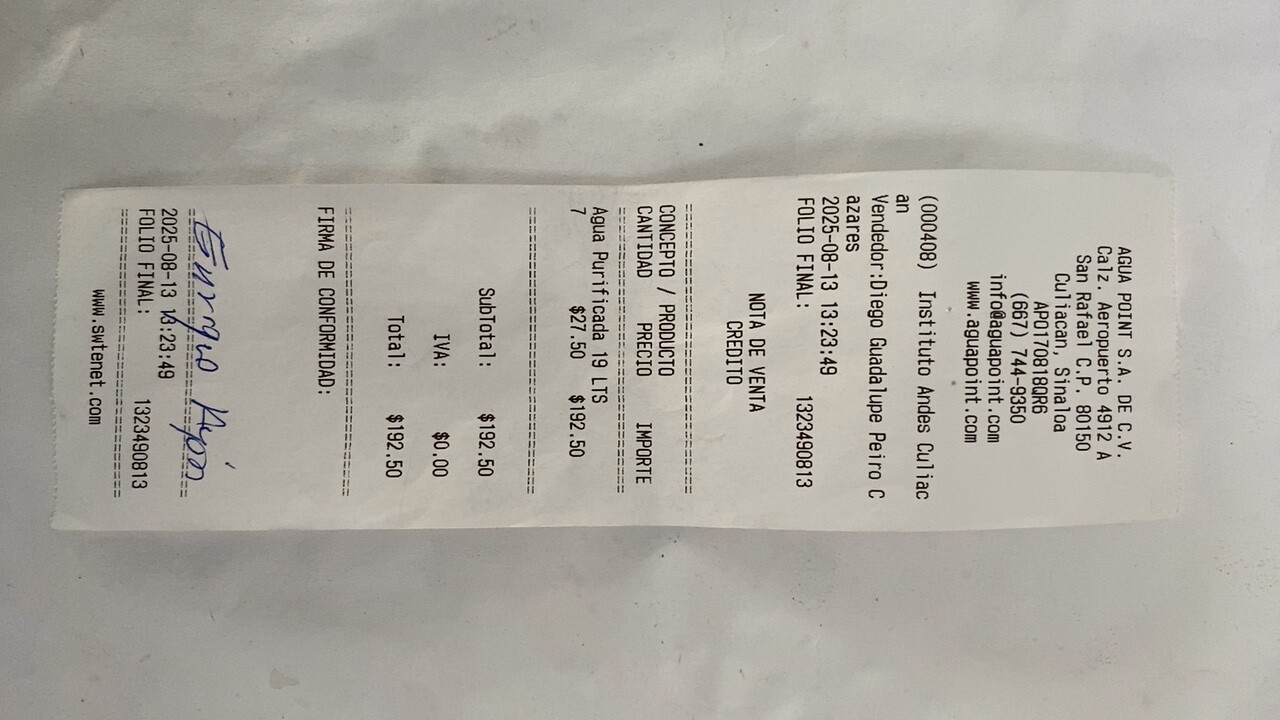 AGUA POINT S.A. DE C.V.
Calz. Aeropuerto 4912 A
San Rafael C.P. 80150
Culiacan, Sinaloa
APO170818QR6
(667) 744-9350
info@aguapoint.com
www.aguapoint.com
(000408) Instituto Andes Culiac
an
Vendedor:Diego Guadalupe Peiro C
azares
2025-08-13 13:23:49
FOLIO FINAL: 1323490813
NOTA DE VENTA
CREDITO
================================
CONCEPTO / PRODUCTO
CANTIDAD PRECIO IMPORTE
================================
Agua Purificada 19 LTS
7 $27.50 $192.50
================================
SubTotal: $192.50
IVA: $0.00
Total: $192.50
================================
FIRMA DE CONFORMIDAD:
================================
2025-08-13 13:23:49
FOLIO FINAL: 1323490813
================================
www.swtenet.com